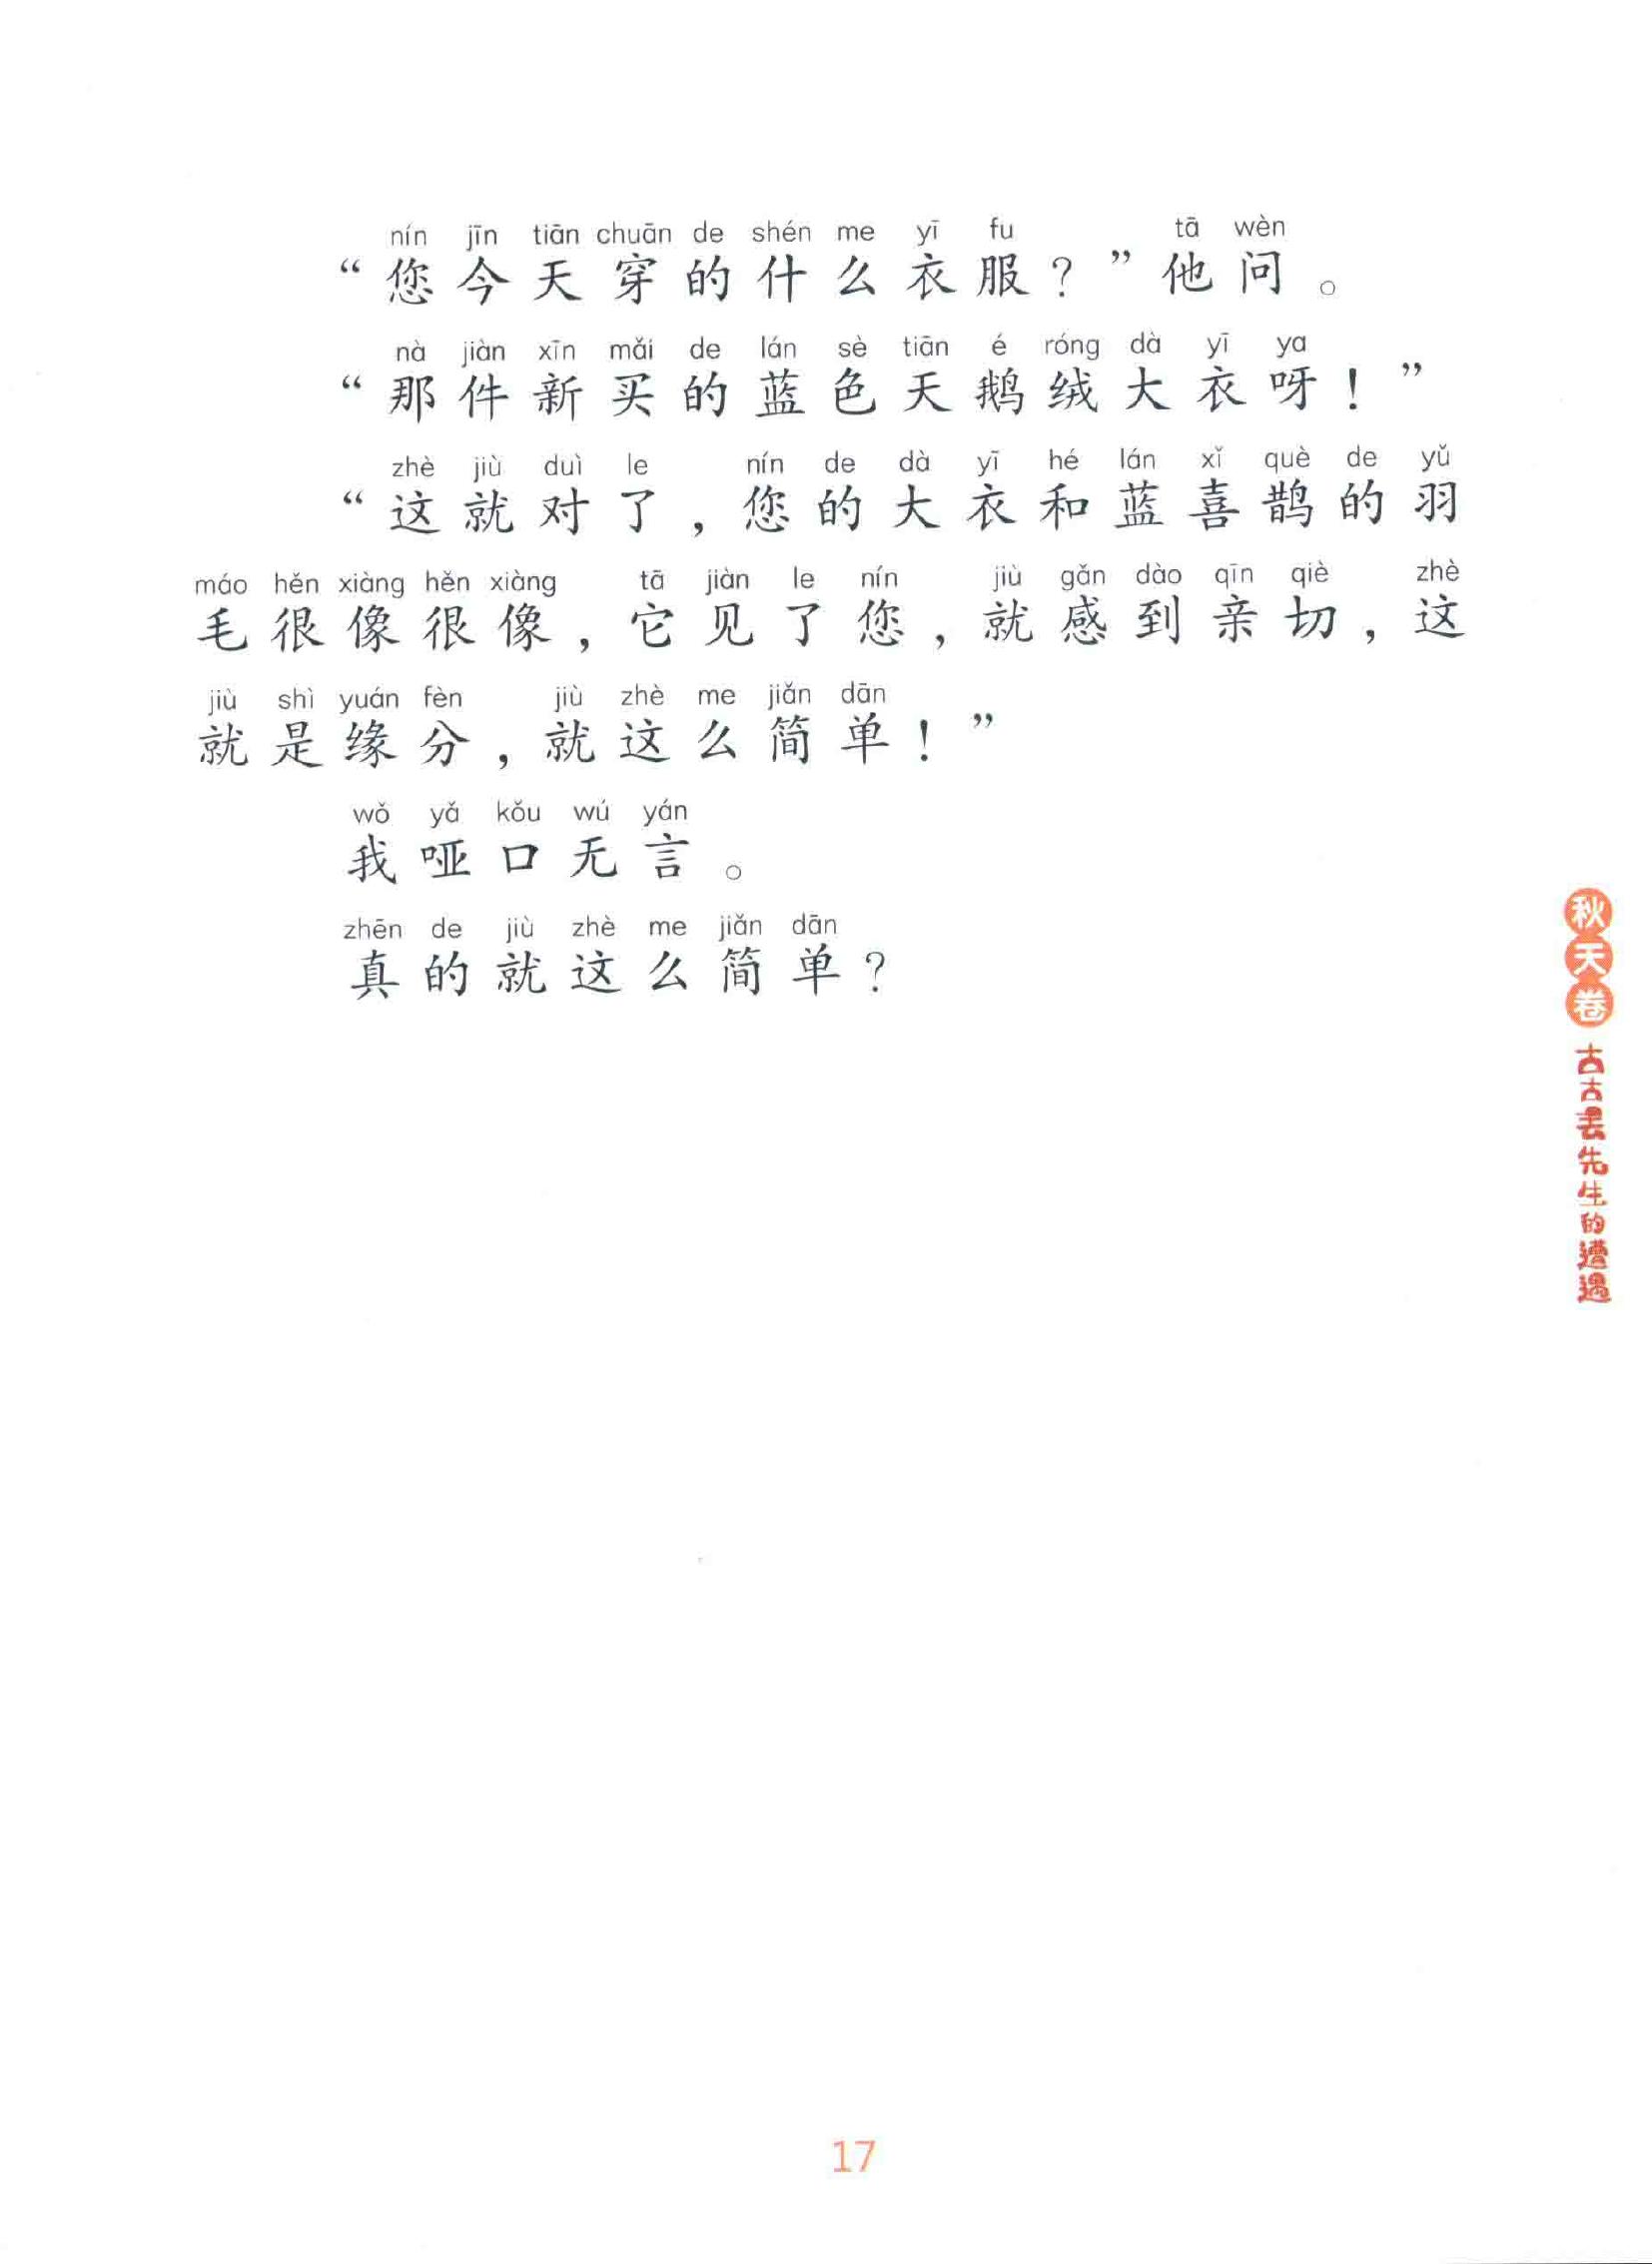 nín jīn tiān chuān de shén me yī fu tā wèn
“您今天穿的什么衣服？”他问。
nà jiàn xīn mǎi de lán sè tiān é róng dà yī ya
“那件新买的蓝色天鹅绒大衣呀！”
zhè jiù duì le nín de dà yī hé lán xǐ què de yǔ
“这就对了，您的大衣和蓝喜鹊的羽
máo hěn xiàng hěn xiàng tā jiàn le nín jiù gǎn dào qīn qiè zhè
毛很像很像，它见了您，就感到亲切，这
jiù shì yuán fèn jiù zhè me jiǎn dān
就是缘分，就这么简单！”
wǒ yǎ kǒu wú yán
我哑口无言。
zhēn de jiù zhè me jiǎn dān
真的就这么简单？
秋天卷
古古丢先生的遭遇
17